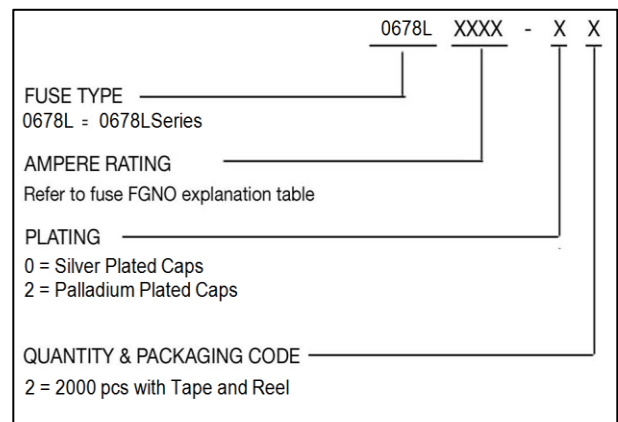 0678L XXXX - X X
FUSE TYPE
0678L = 0678LSeries
AMPERE RATING
Refer to fuse FGNO explanation table
PLATING
0 = Silver Plated Caps
2 = Palladium Plated Caps
QUANTITY & PACKAGING CODE
2 = 2000 pcs with Tape and Reel